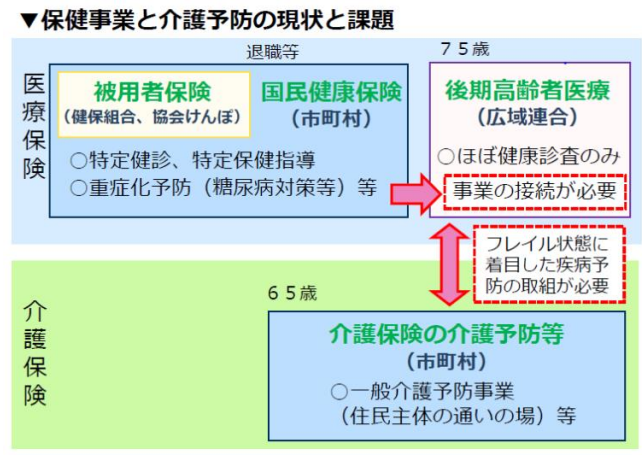 ▼保健事業と介護予防の現状と課題
退職等
75歳
医療保険
被用者保険
(健保組合、協会けんぽ)
国民健康保険
(市町村)
○特定健診、特定保健指導
○重症化予防(糖尿病対策等)等
後期高齢者医療
(広域連合)
○ほぼ健康診査のみ
事業の接続が必要
フレイル状態に
着目した疾病予
防の取組が必要
介護保険
65歳
介護保険の介護予防等
(市町村)
○一般介護予防事業
(住民主体の通いの場)等